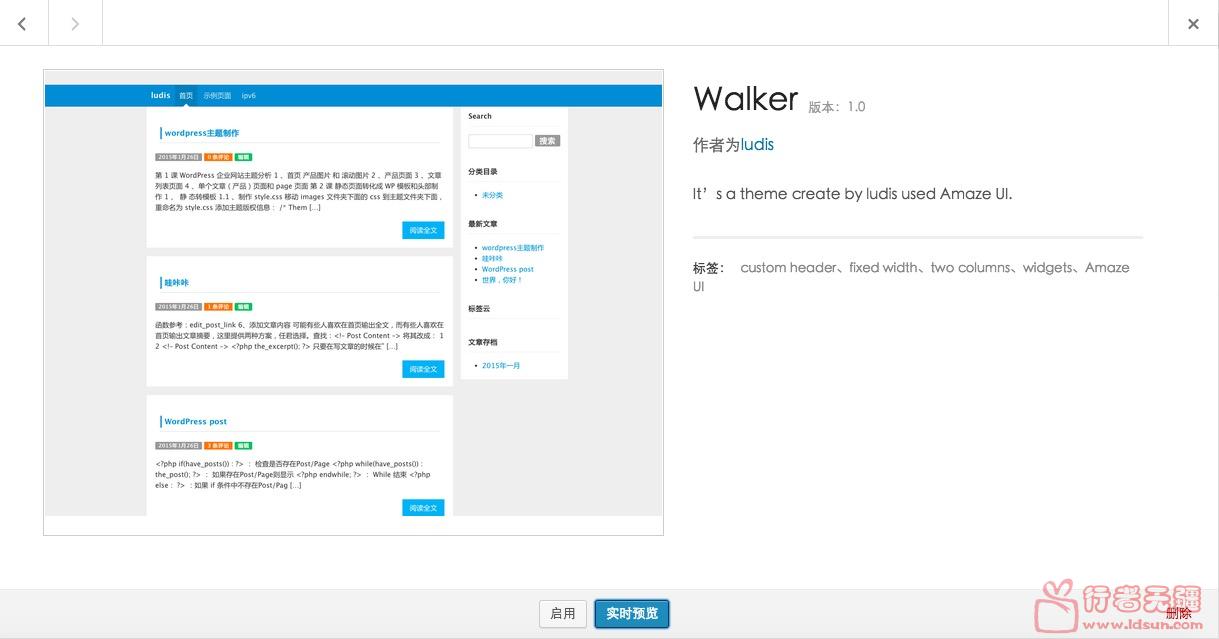 ludis 首页 示例页面 ipv6
wordpress主题制作
2015年1月26日 0 条评论 编辑
第 1 课 WordPress 企业网站主题分析 1 、首页 产品图片 和 滚动图片 2 、产品页面 3 、文章
列表页面 4 、单个文章（ 产品 ）页面和 page 页面 第 2 课 静态页面转化成 WP 模板和头部制
作 1 、 静 态转模板 1.1 、制作 style.css 移动 images 文件夹下面的 css 到主题文件夹下面 ，
重命名为 style.css 添加主题版权信息： /* Them [...]
阅读全文
哇咔咔
2015年1月26日 1 条评论 编辑
函数参考：edit_post_link 6、添加文章内容 可能有些人喜欢在首页输出全文，而有些人喜欢在
首页输出文章摘要，这里提供两种方案，任君选择。查找：<!- Post Content -> 将其改成： 1
2 <!- Post Content -> <?php the_excerpt(); ?> 只要在写文章的时候在” [...]
阅读全文
WordPress post
2015年1月26日 3 条评论 编辑
<?php if(have_posts()) : ?> ： 检查是否存在Post/Page <?php while(have_posts()) :
the_post(); ?> ： 如果存在Post/Page则显示 <?php endwhile; ?> ： While 结束 <?php
else : ?> ：如果 if 条件中不存在Post/Pag [...]
阅读全文
Search
搜索
分类目录
未分类
最新文章
wordpress主题制作
哇咔咔
WordPress post
世界，你好！
标签云
文章存档
2015年一月
Walker 版本：1.0
作者为ludis
It’s a theme create by ludis used Amaze UI.
标签： custom header、fixed width、two columns、widgets、Amaze
UI
启用 实时预览 删除
行者无疆
www.ldsun.com